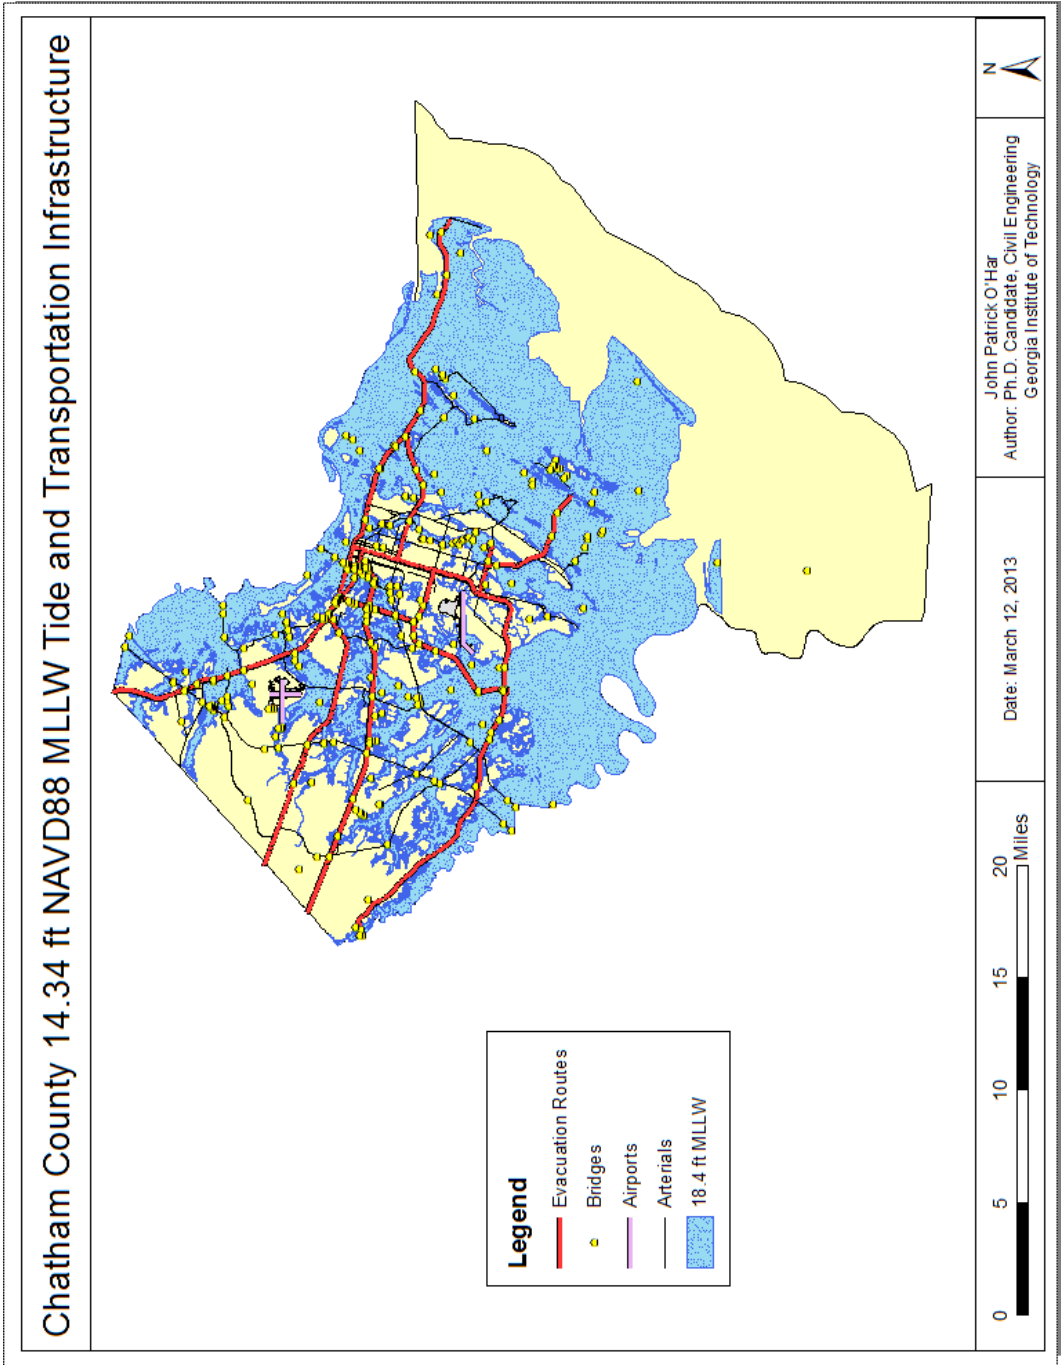 Chatham County 14.34 ft NAVD88 MLLW Tide and Transportation Infrastructure
Legend
Evacuation Routes
Bridges
Airports
Arterials
18.4 ft MLLW
0 5 10 15 20
Miles
Date: March 12, 2013
John Patrick O'Har
Author: Ph.D. Candidate, Civil Engineering
Georgia Institute of Technology
N